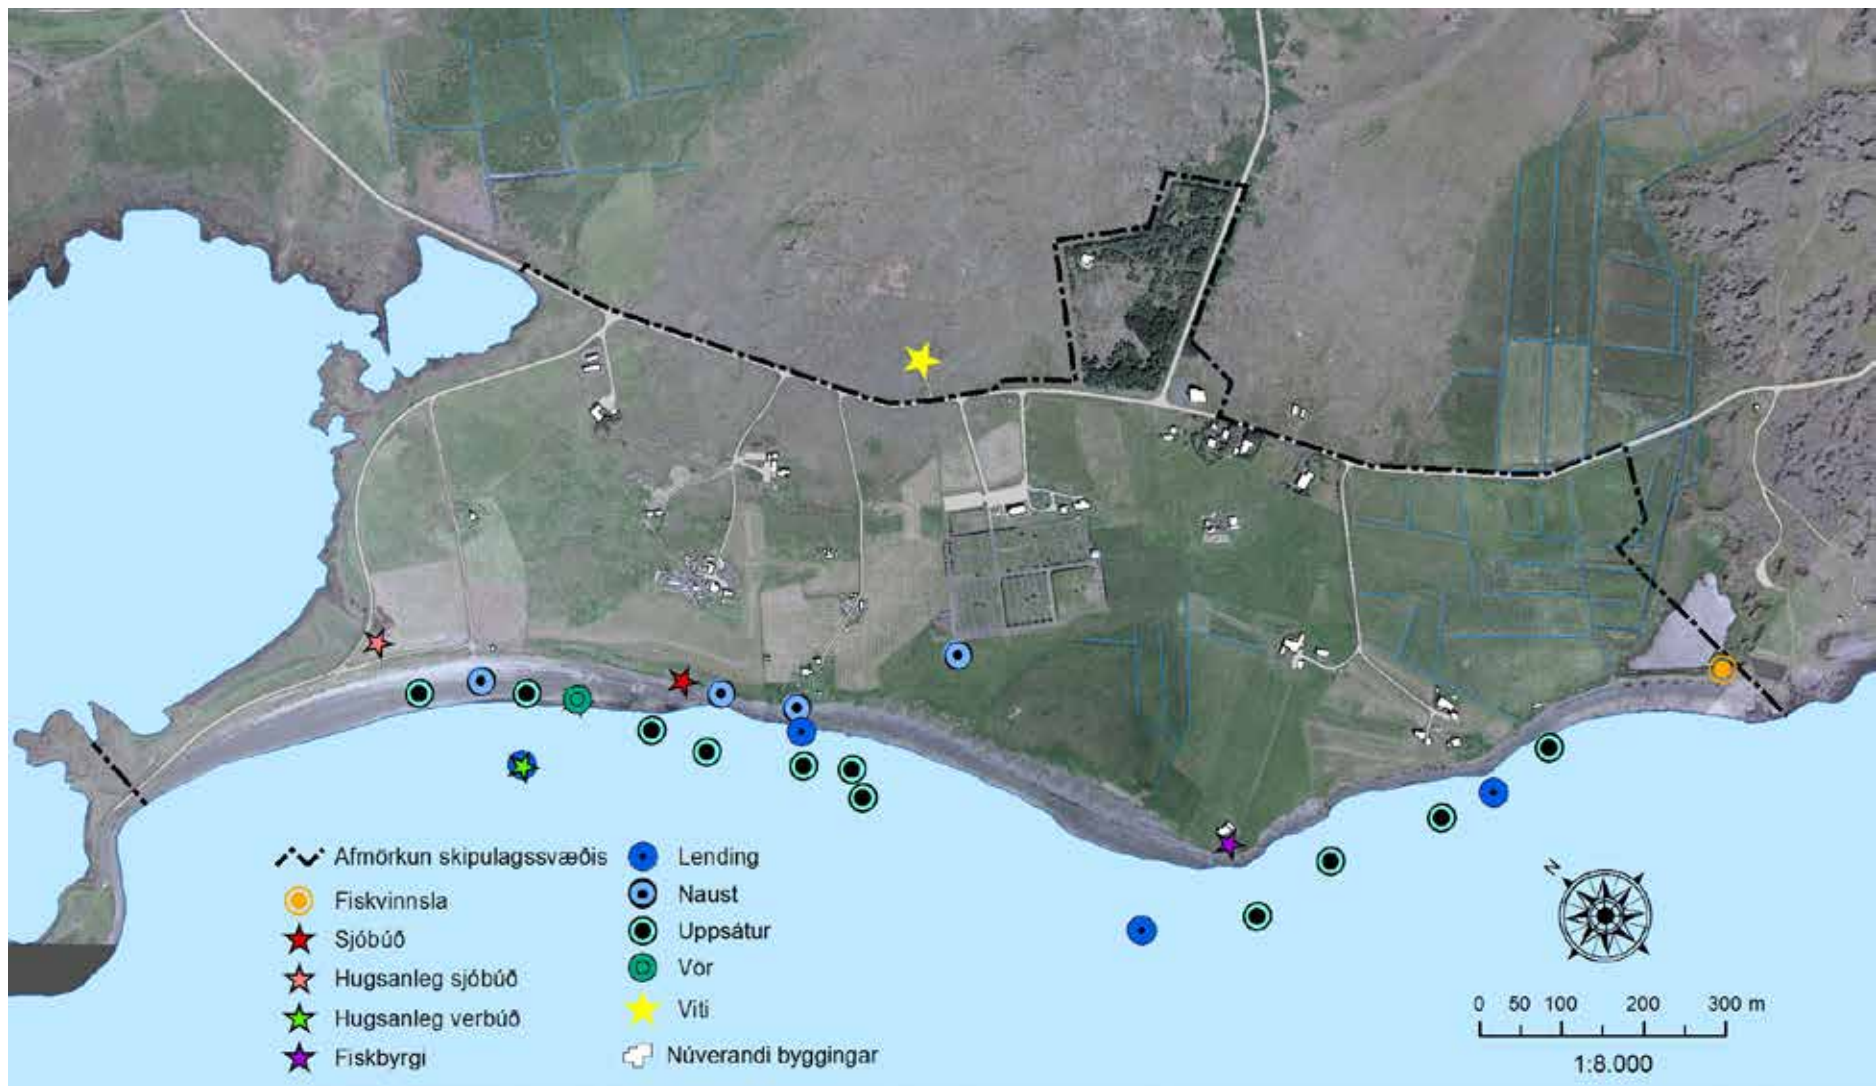 Afmörkun skipulagssvæðis
Fiskvinnsla
Sjóbúð
Hugsanleg sjóbúð
Hugsanleg verbúð
Fiskbyrgi
Lending
Naust
Uppsátur
Vör
Viti
Núverandi byggingar
N
0 50 100 200 300 m
1:8.000